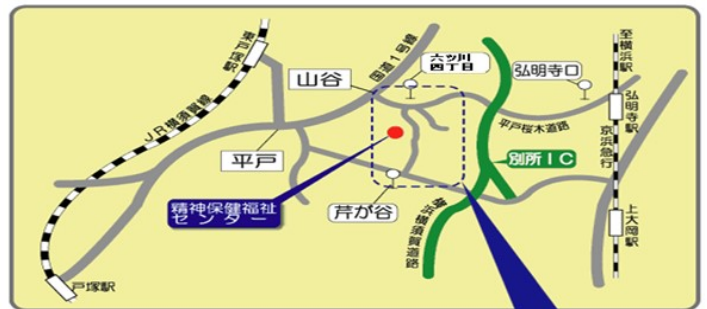 東戸塚駅
JR横須賀線
戸塚駅
平戸
山谷
国道1号線
六ツ川
四丁目
弘明寺口
平戸桜木道路
精神保健福祉
センター
芹が谷
別所IC
横浜横須賀道路
至横浜駅
弘明寺駅
京浜急行
上大岡駅